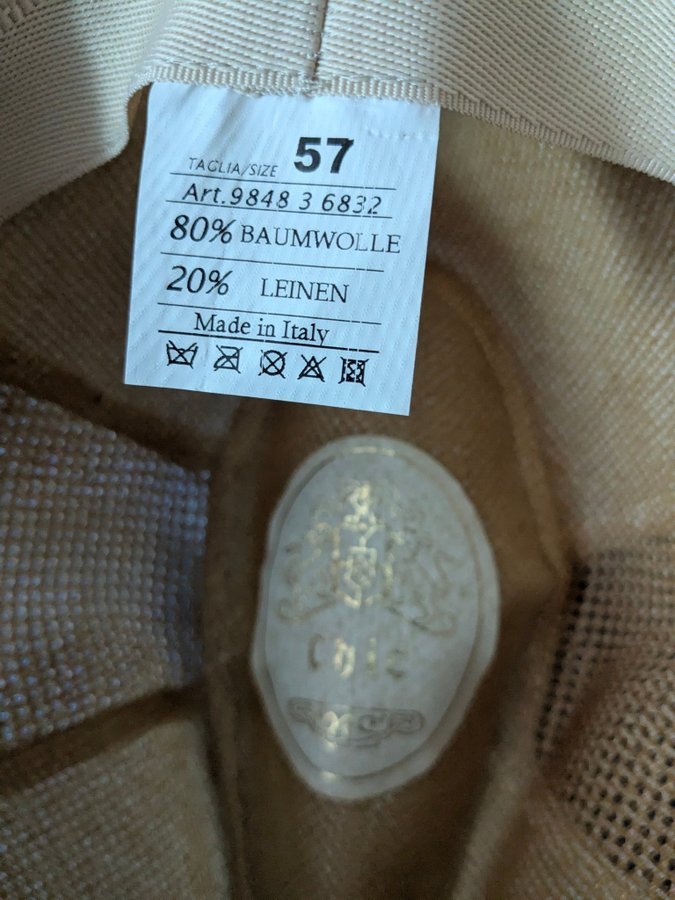 TAGLIA/SIZE 57
Art.9848 3 6832
80% BAUMWOLLE
20% LEINEN
Made in Italy